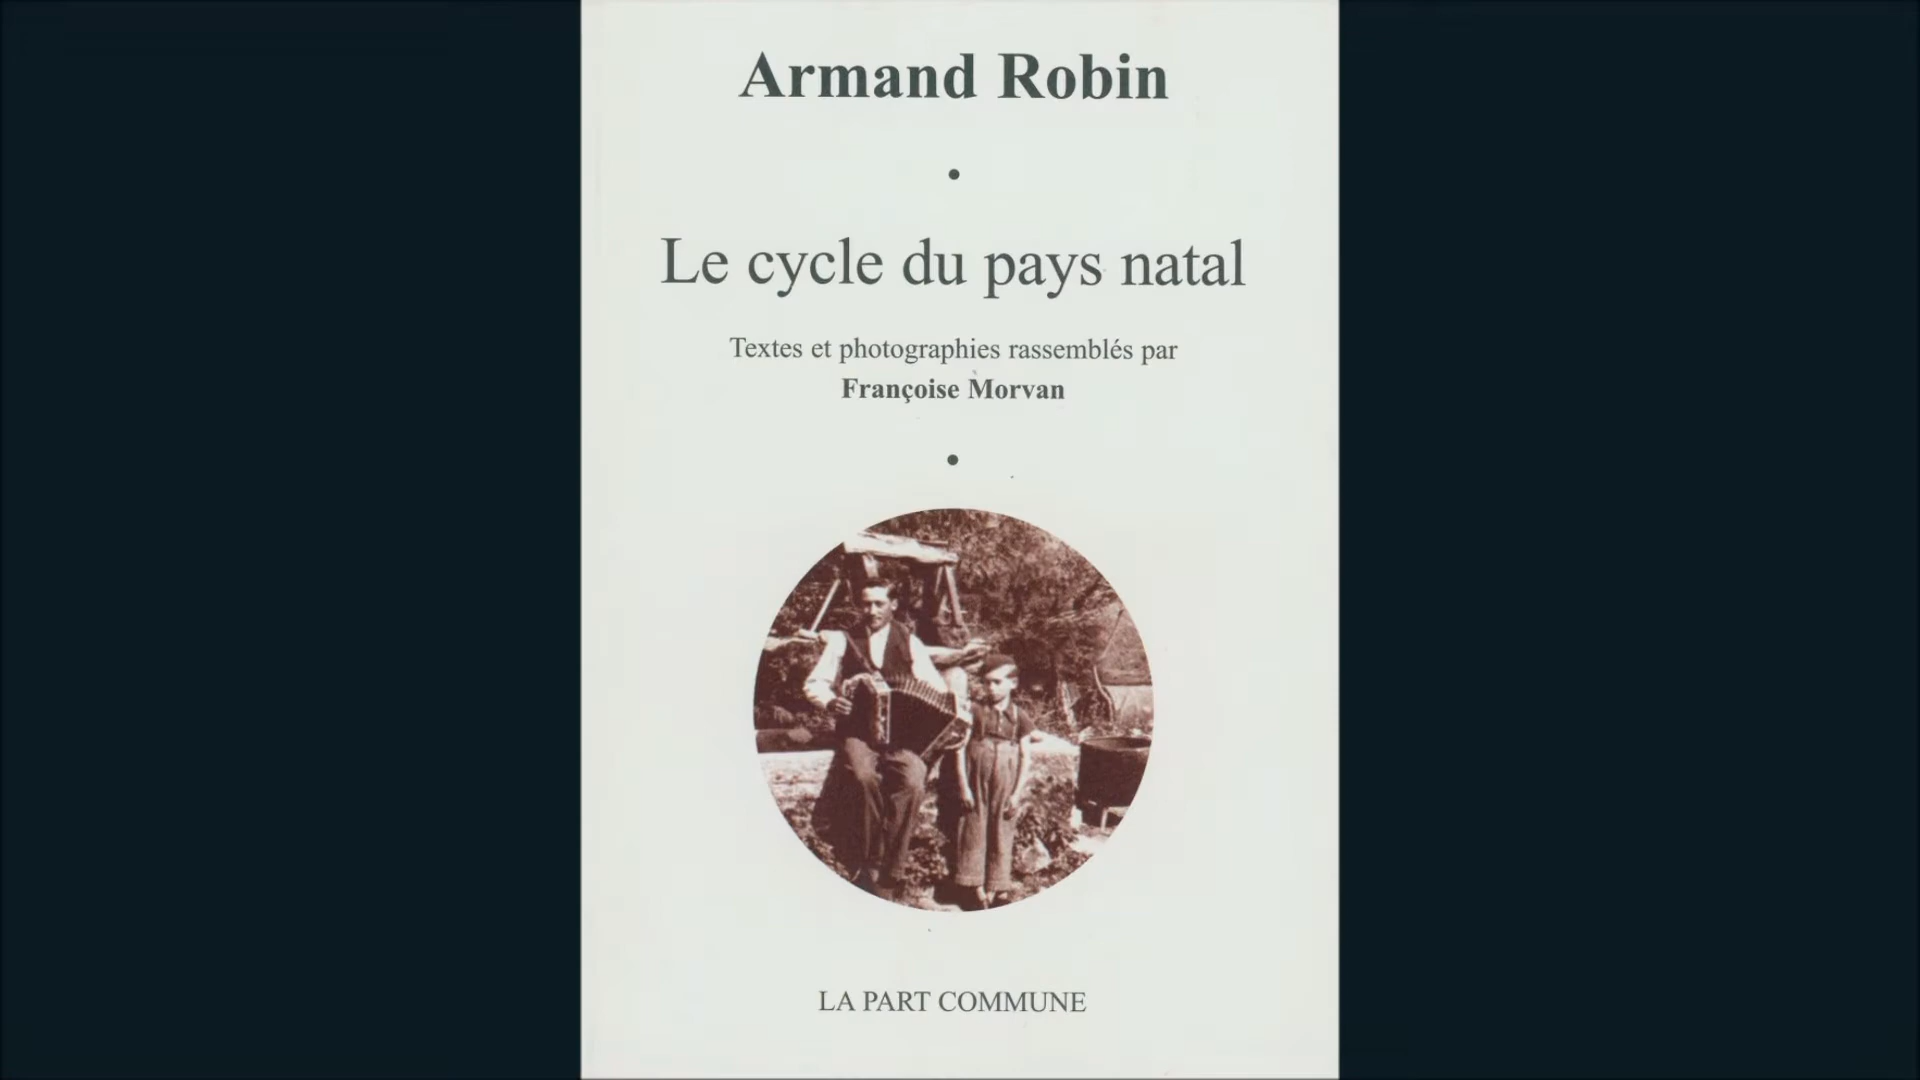 Armand Robin
•
Le cycle du pays natal
Textes et photographies rassemblés par
Françoise Morvan
•
LA PART COMMUNE